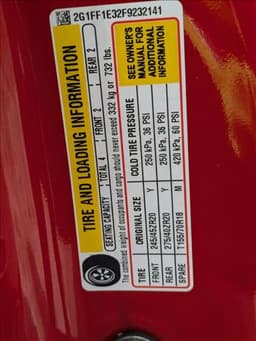 2G1FF1E32F9232141
TIRE AND LOADING INFORMATION
SEATING CAPACITY TOTAL 4 FRONT 2 REAR 2
The combined weight of occupants and cargo should never exceed 332 kg or 732 lbs.
TIRE ORIGINAL SIZE COLD TIRE PRESSURE
FRONT 245/45ZR20 Y 250 kPa, 36 PSI
REAR 275/40ZR20 Y 250 kPa, 36 PSI
SPARE T155/70R18 M 420 kPa, 60 PSI
SEE OWNER'S
MANUAL FOR
ADDITIONAL
INFORMATION